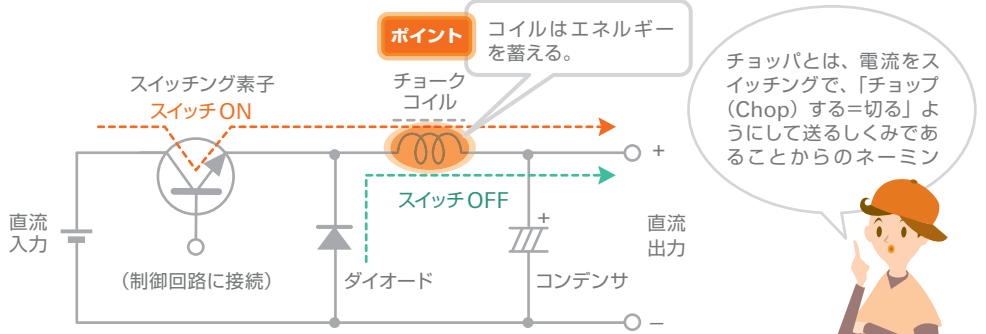 ポイント
コイルはエネルギー
を蓄える。
チョッパとは、電流をス
イッチングで、「チョップ
（Chop）する＝切る」よ
うにして送るしくみであ
ることからのネーミン
スイッチング素子
スイッチON
チョーク
コイル
+
スイッチOFF
直流
入力
+
直流
出力
（制御回路に接続）
ダイオード
コンデンサ
−